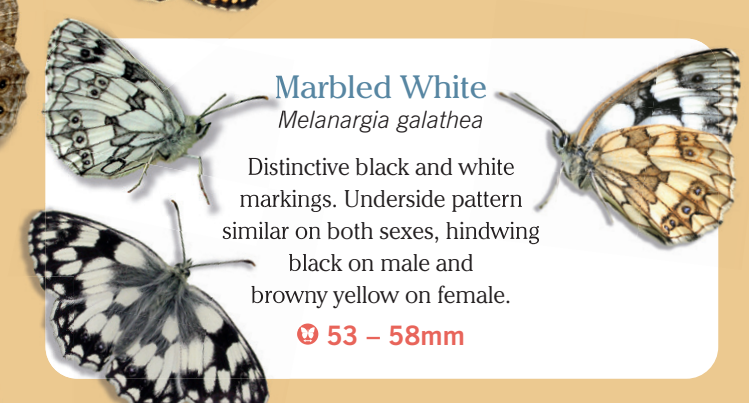 Marbled White
Melanargia galathea
Distinctive black and white
markings. Underside pattern
similar on both sexes, hindwing
black on male and
browny yellow on female.
53 – 58mm